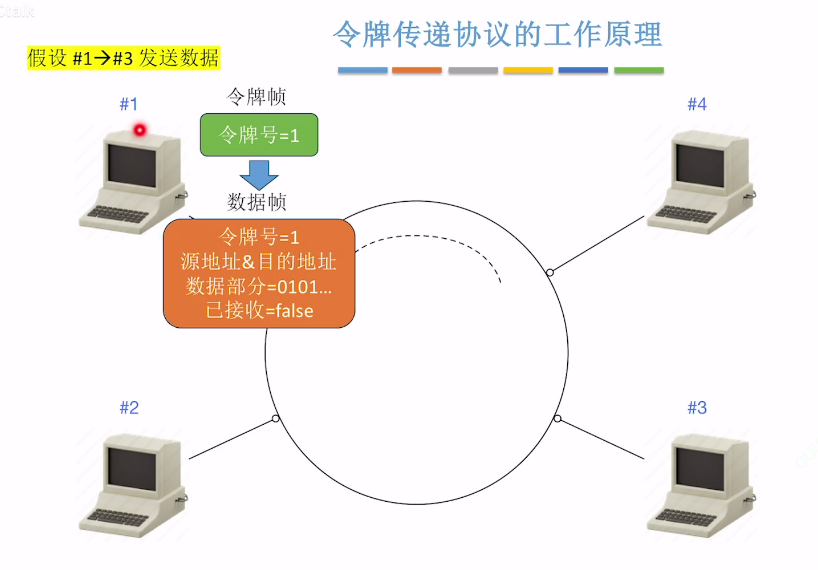 令牌传递协议的工作原理
假设 #1→#3 发送数据
#1
令牌帧
令牌号=1
数据帧
令牌号=1
源地址&目的地址
数据部分=0101...
已接收=false
#4
#2
#3